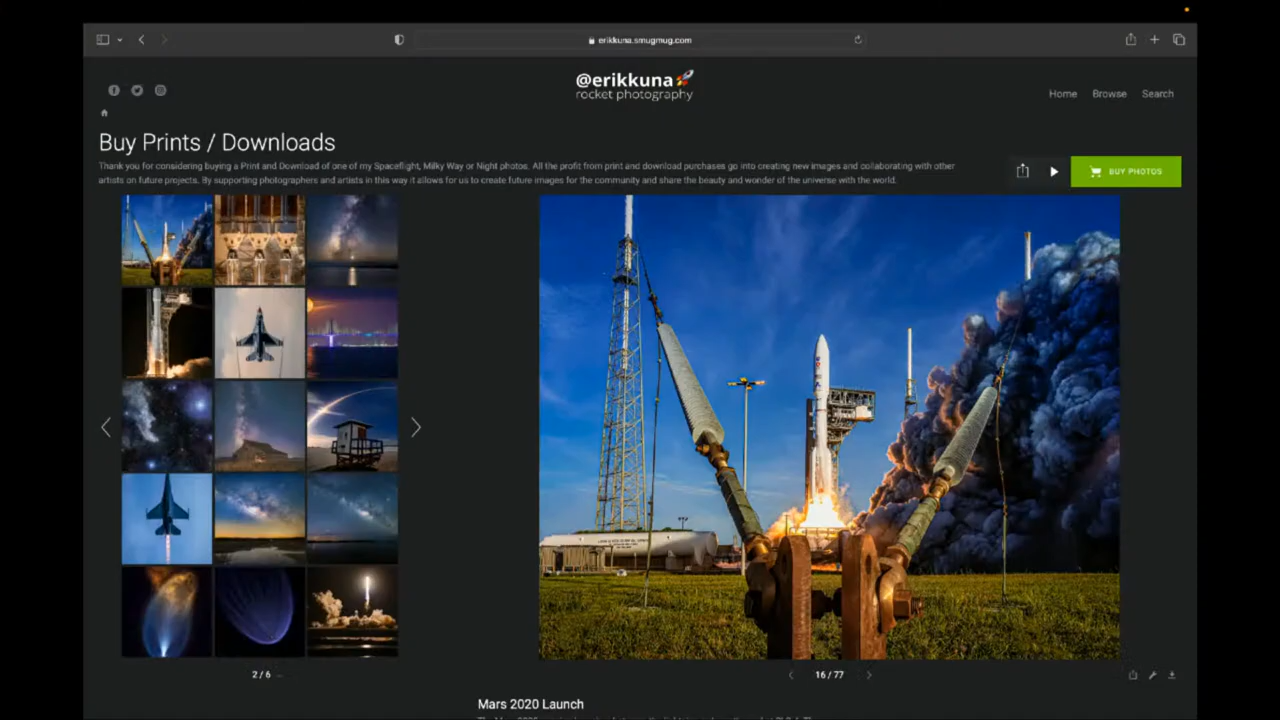 erikkuna.smugmug.com
@erikkuna
rocket photography
Home Browse Search
Buy Prints / Downloads
Thank you for considering buying a Print and Download of one of my Spaceflight, Milky Way or Night photos. All the profit from print and download purchases go into creating new images and collaborating with other
artists on future projects. By supporting photographers and artists in this way it allows for us to create future images for the community and share the beauty and wonder of the universe with the world.
BUY PHOTOS
2 / 6
16 / 77
Mars 2020 Launch